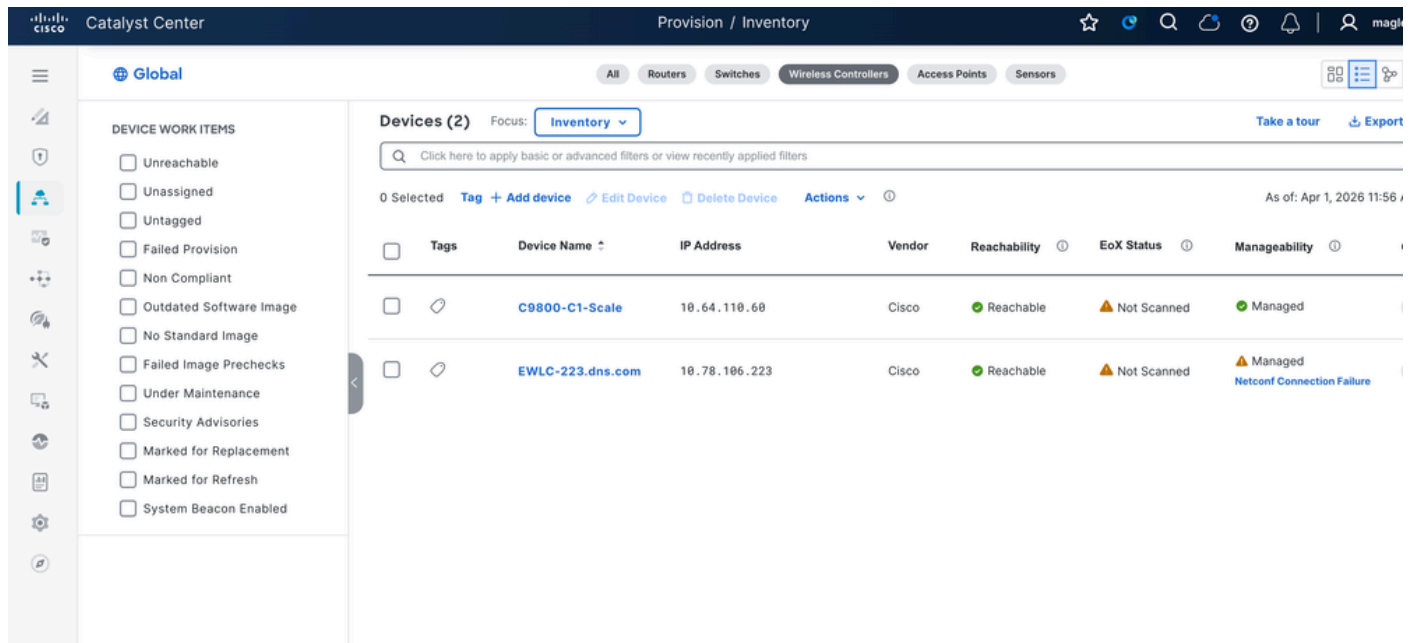 cisco Catalyst Center Provision / Inventory magle
Global All Routers Switches Wireless Controllers Access Points Sensors
DEVICE WORK ITEMS
Unreachable
Unassigned
Untagged
Failed Provision
Non Compliant
Outdated Software Image
No Standard Image
Failed Image Prechecks
Under Maintenance
Security Advisories
Marked for Replacement
Marked for Refresh
System Beacon Enabled
Devices (2) Focus: Inventory Take a tour Export
Click here to apply basic or advanced filters or view recently applied filters
0 Selected Tag + Add device Edit Device Delete Device Actions As of: Apr 1, 2026 11:56
Tags Device Name IP Address Vendor Reachability EoX Status Manageability
C9800-C1-Scale 10.64.110.60 Cisco Reachable Not Scanned Managed
EWLC-223.dns.com 10.78.106.223 Cisco Reachable Not Scanned Managed
Netconf Connection Failure